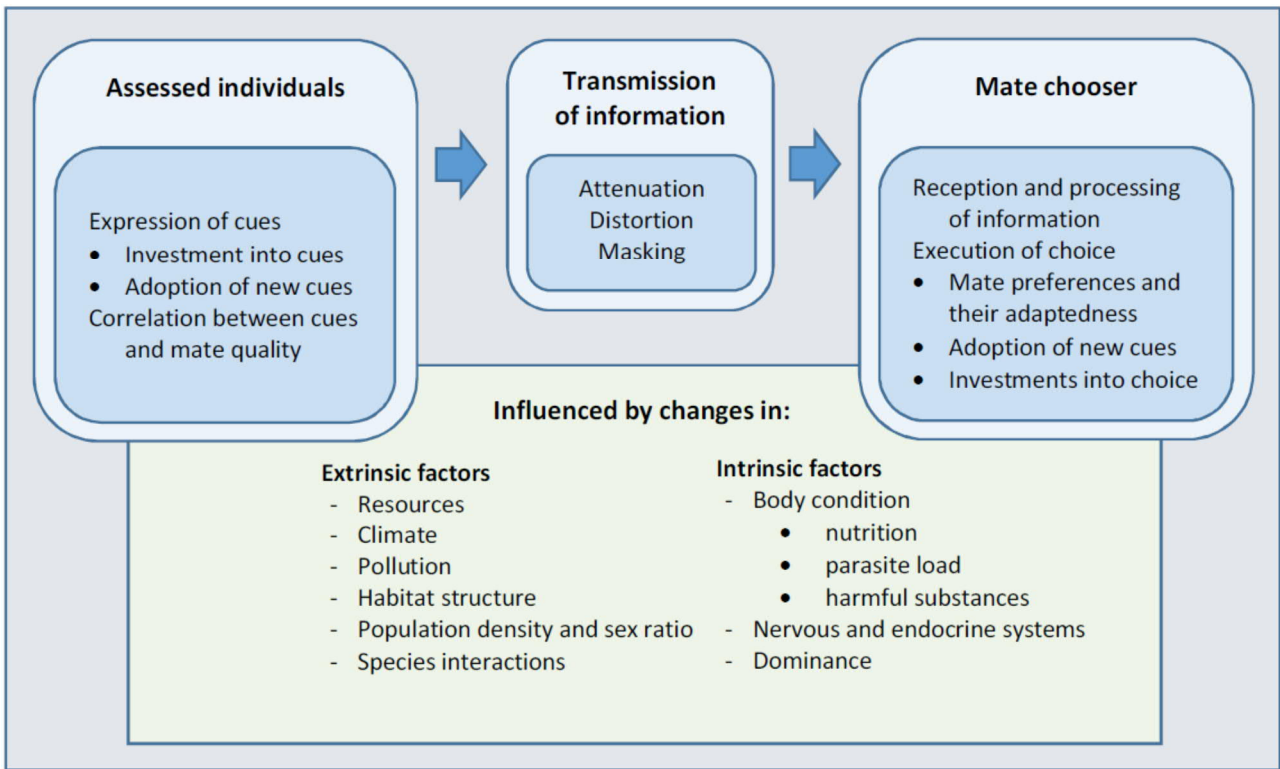 Assessed individuals
Expression of cues
• Investment into cues
• Adoption of new cues
Correlation between cues
and mate quality
Transmission
of information
Attenuation
Distortion
Masking
Mate chooser
Reception and processing
of information
Execution of choice
• Mate preferences and
their adaptedness
• Adoption of new cues
• Investments into choice
Influenced by changes in:
Extrinsic factors
- Resources
- Climate
- Pollution
- Habitat structure
- Population density and sex ratio
- Species interactions
Intrinsic factors
- Body condition
• nutrition
• parasite load
• harmful substances
- Nervous and endocrine systems
- Dominance